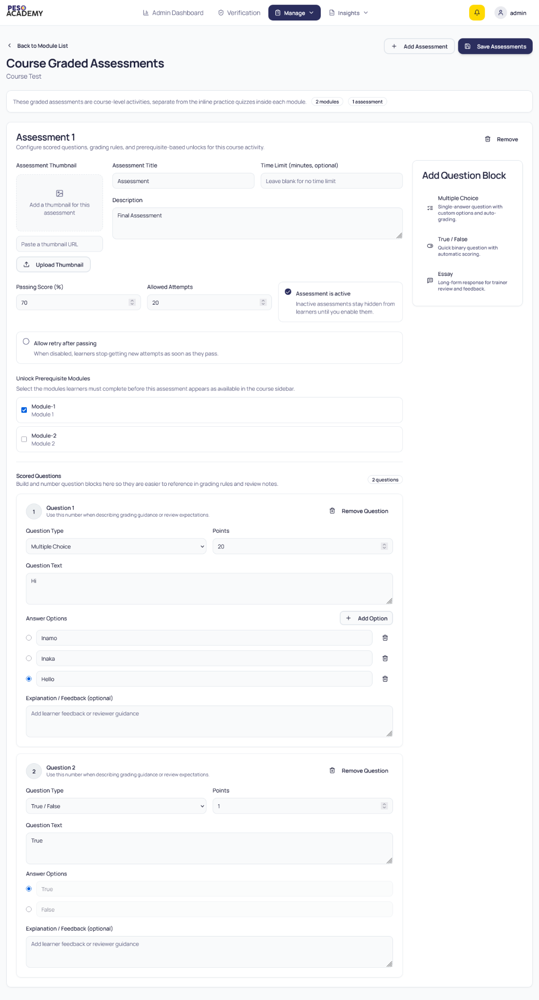 PESO
ACADEMY
Admin Dashboard
Verification
Manage
Insights
admin
Back to Module List
Add Assessment
Save Assessments
Course Graded Assessments
Course Test
These graded assessments are course-level activities, separate from the inline practice quizzes inside each module.
2 modules
1 assessment
Assessment 1
Configure scored questions, grading rules, and prerequisite-based unlocks for this course activity.
Remove
Assessment Thumbnail
Add a thumbnail for this
assessment
Paste a thumbnail URL
Upload Thumbnail
Assessment Title
Assessment
Time Limit (minutes, optional)
Leave blank for no time limit
Description
Final Assessment
Add Question Block
Multiple Choice
Single-answer question with
custom options and auto-
grading.
True / False
Quick binary question with
automatic scoring.
Essay
Long-form response for trainer
review and feedback.
Passing Score (%)
70
Allowed Attempts
20
Assessment is active
Inactive assessments stay hidden from
learners until you enable them.
Allow retry after passing
When disabled, learners stop getting new attempts as soon as they pass.
Unlock Prerequisite Modules
Select the modules learners must complete before this assessment appears as available in the course sidebar.
Module-1
Module 1
Module-2
Module 2
Scored Questions
Build and number question blocks here so they are easier to reference in grading rules and review notes.
2 questions
1
Question 1
Use this number when describing grading guidance or review expectations.
Remove Question
Question Type
Multiple Choice
Points
20
Question Text
Hi
Answer Options
Add Option
Inamo
Inaka
Hello
Explanation / Feedback (optional)
Add learner feedback or reviewer guidance
2
Question 2
Use this number when describing grading guidance or review expectations.
Remove Question
Question Type
True / False
Points
1
Question Text
True
Answer Options
True
False
Explanation / Feedback (optional)
Add learner feedback or reviewer guidance